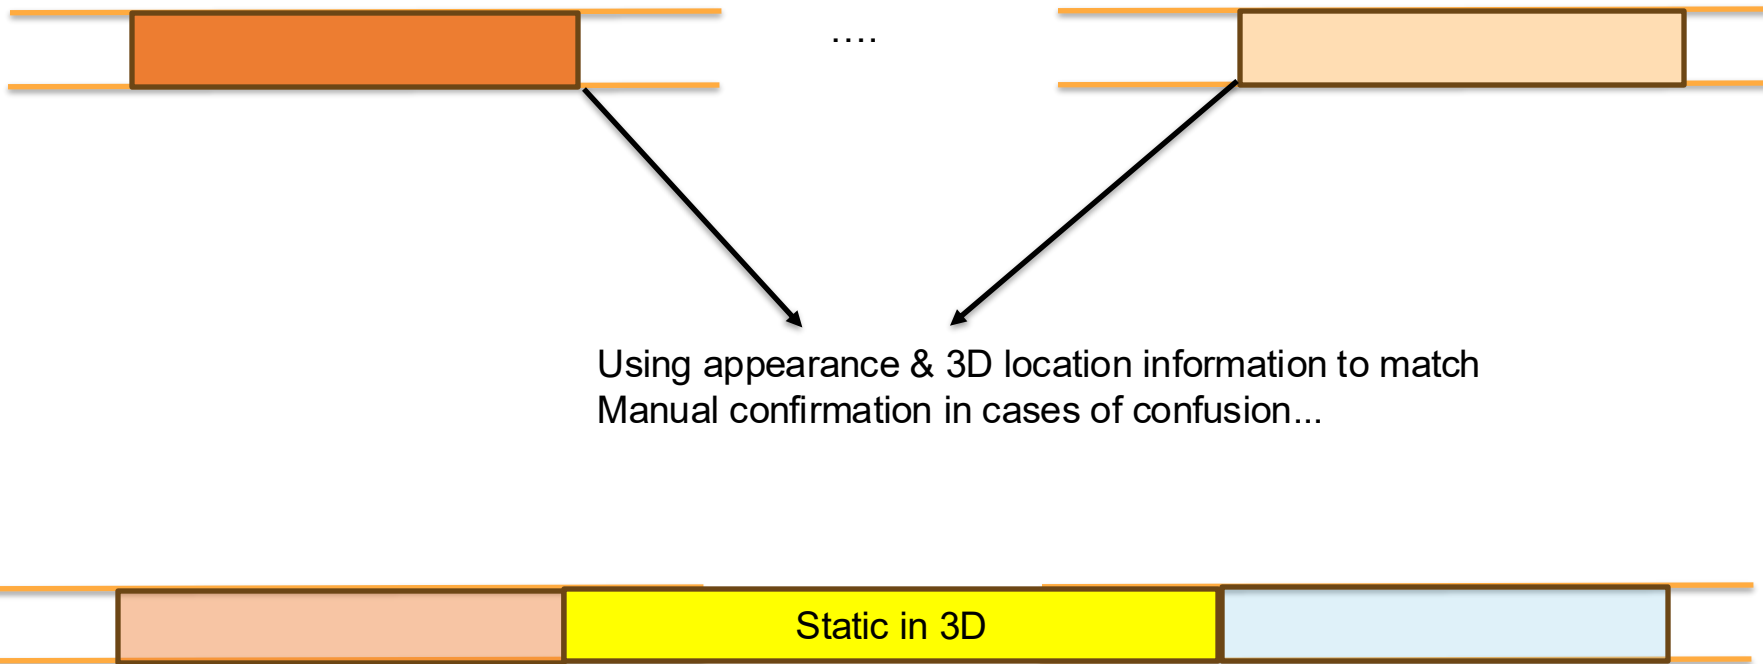 ....
Using appearance & 3D location information to match
Manual confirmation in cases of confusion...
Static in 3D